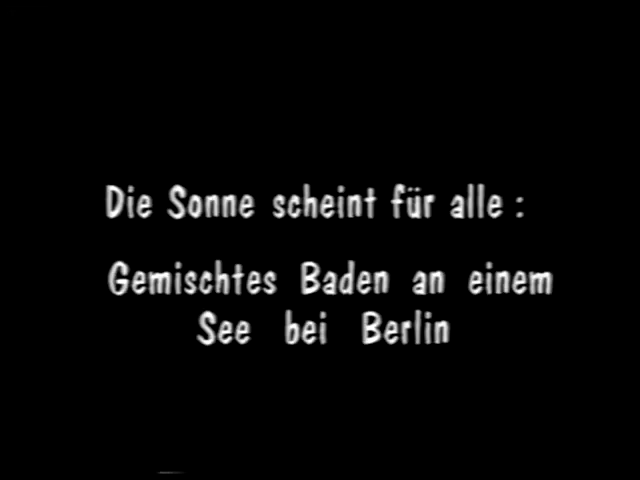 Die Sonne scheint für alle :
Gemischtes Baden an einem
See bei Berlin